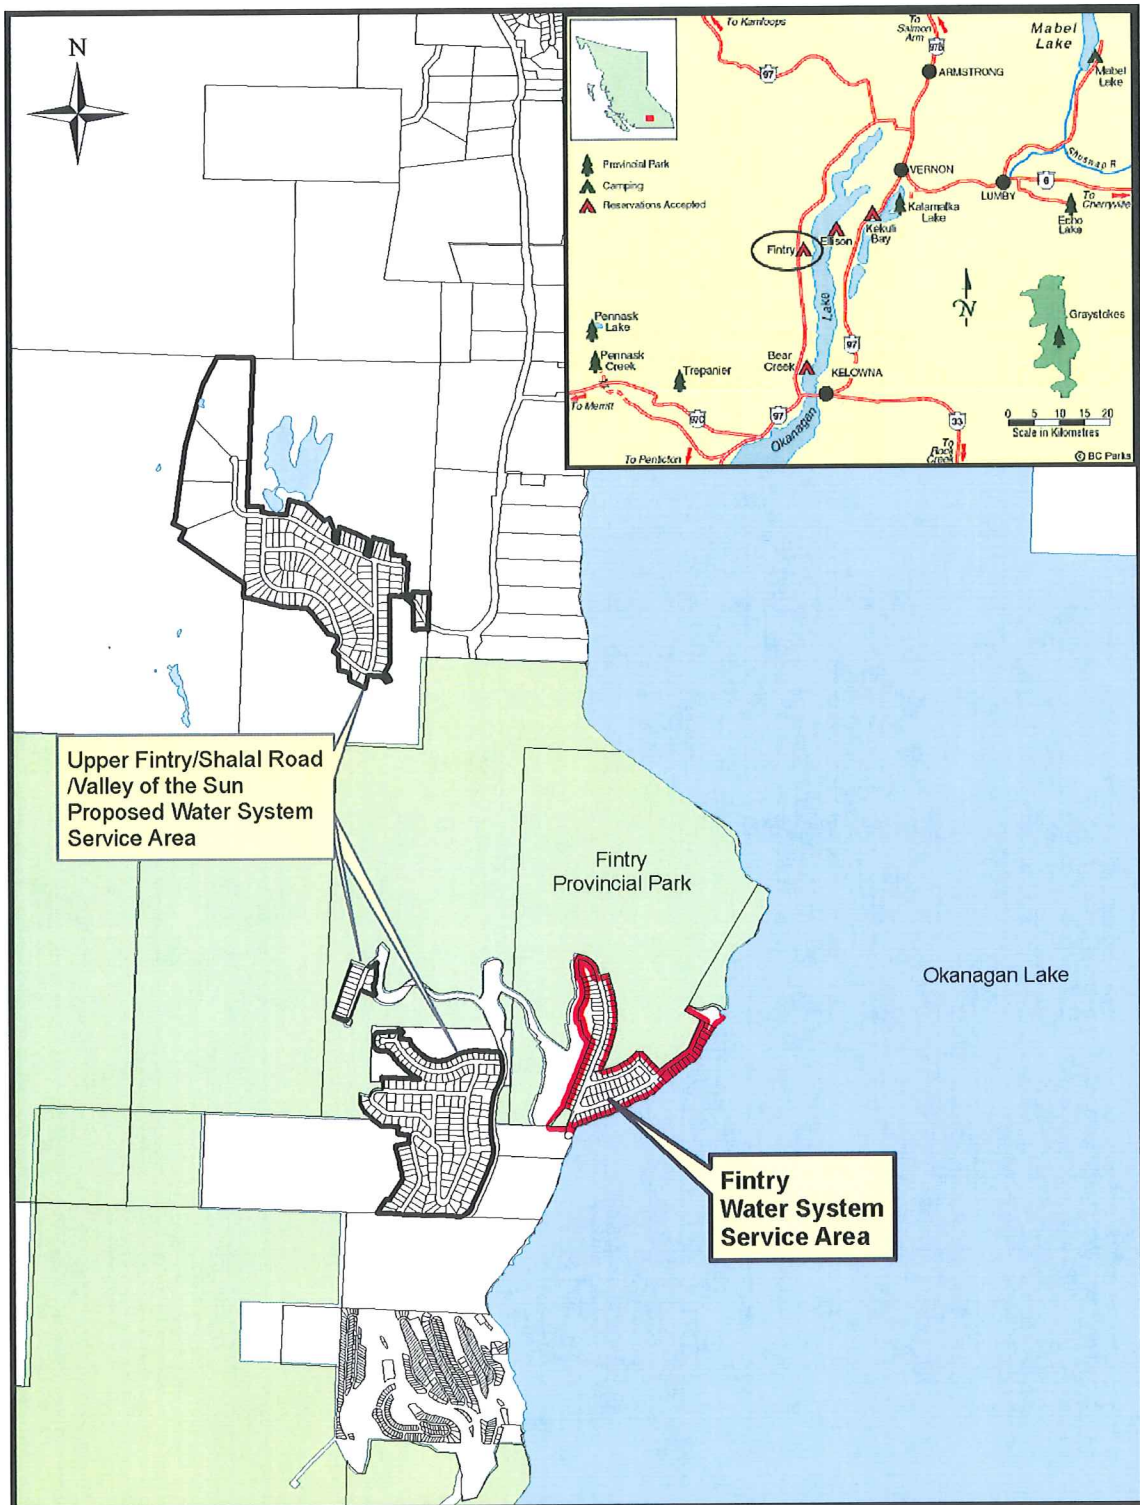 N
To Kamloops
To
Salmon
Arm
97B
Mabel
Lake
97
ARMSTRONG
Mabel
Lake
Provincial Park
Camping
Reservations Accepted
Shuswap R
VERNON
LUMBY
6
To
Cherryville
Kalamalka
Lake
Echo
Lake
Kekuli
Bay
Ellison
Fintry
N
Lake
Pennask
Lake
Graystokes
97
Pennask
Creek
Bear
Creek
Trepanier
KELOWNA
To Merritt
97C
97
Okanagan
33
0 5 10 15 20
Scale in Kilometres
To Penticton
To
Rock
Creek
© BC Parks
Upper Fintry/Shalal Road
/Valley of the Sun
Proposed Water System
Service Area
Fintry
Provincial Park
Okanagan Lake
Fintry
Water System
Service Area